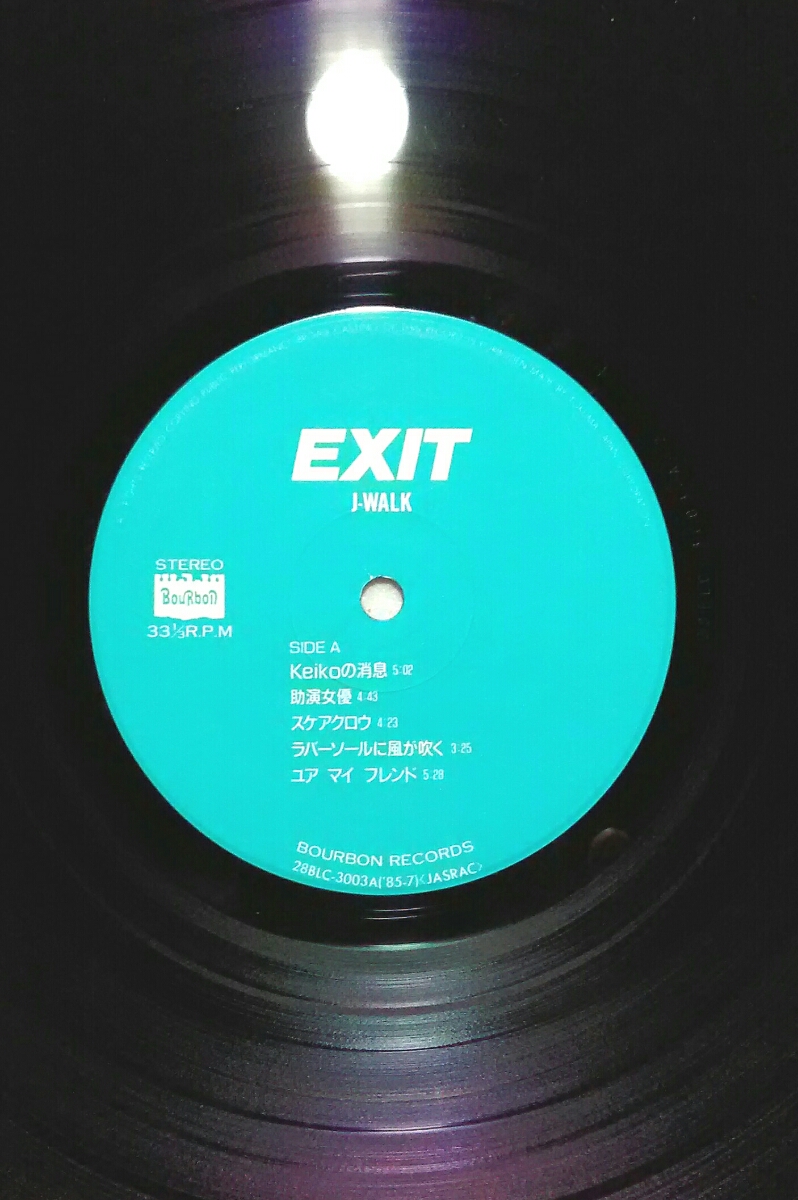 EXIT
J-WALK
STEREO
BouRboN
33⅓R.P.M
SIDE A
Keikoの消息 5:02
助演女優 4:43
スケアクロウ 4:23
ラバーソールに風が吹く 3:25
ユア マイ フレンド 5:28
BOURBON RECORDS
28BLC-3003A('85-7)<JASRAC>